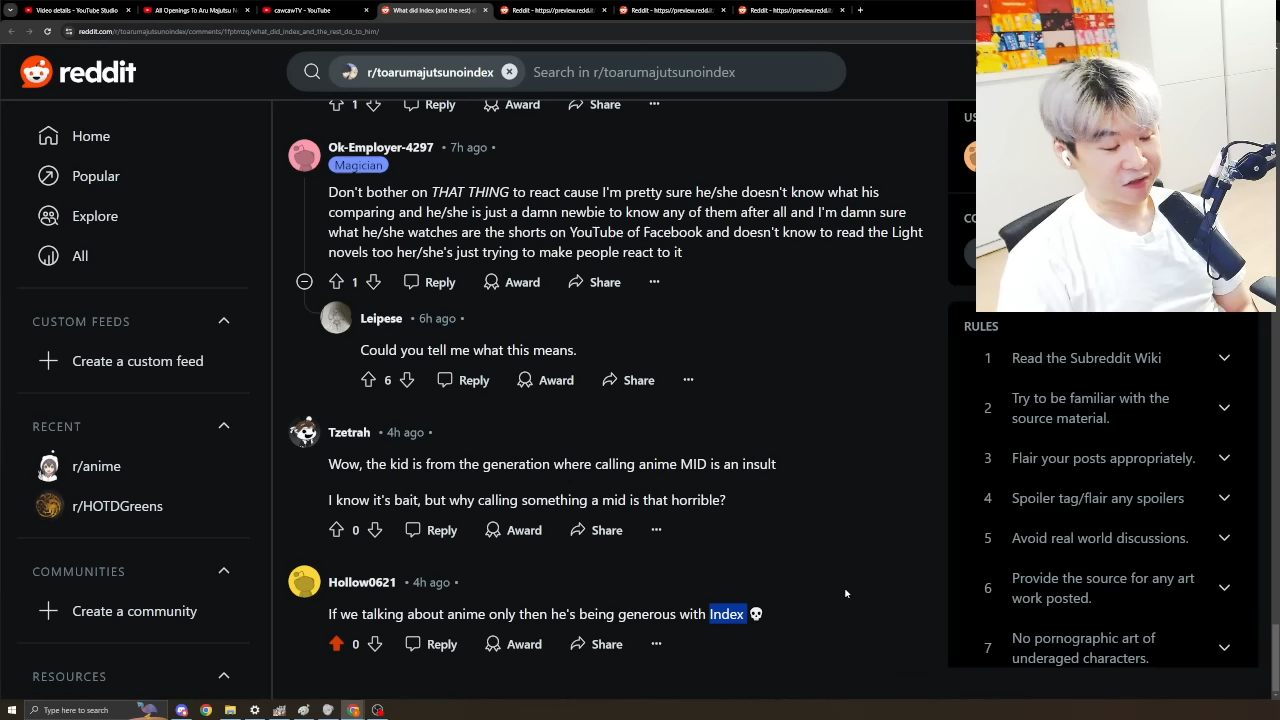 Video details - YouTube Studio
All Openings To Aru Majutsu N
cawcawTV - YouTube
What did Index (and the rest) d
Reddit - https://preview.redd.it
Reddit - https://preview.redd.it
Reddit - https://preview.redd.it
reddit.com/r/toarumajutsunoindex/comments/1fptmzq/what_did_index_and_the_rest_do_to_him/
reddit
r/toarumajutsunoindex
Search in r/toarumajutsunoindex
Home
Popular
Explore
All
CUSTOM FEEDS
Create a custom feed
RECENT
r/anime
r/HOTDGreens
COMMUNITIES
Create a community
RESOURCES
1 Reply Award Share ···
Ok-Employer-4297 • 7h ago •
Magician
Don't bother on THAT THING to react cause I'm pretty sure he/she doesn't know what his
comparing and he/she is just a damn newbie to know any of them after all and I'm damn sure
what he/she watches are the shorts on YouTube of Facebook and doesn't know to read the Light
novels too her/she's just trying to make people react to it
1 Reply Award Share ···
Leipese • 6h ago •
Could you tell me what this means.
6 Reply Award Share ···
Tzetrah • 4h ago •
Wow, the kid is from the generation where calling anime MID is an insult
I know it's bait, but why calling something a mid is that horrible?
0 Reply Award Share ···
Hollow0621 • 4h ago •
If we talking about anime only then he's being generous with Index 💀
0 Reply Award Share ···
US
CO
RULES
1 Read the Subreddit Wiki
2 Try to be familiar with the
source material.
3 Flair your posts appropriately.
4 Spoiler tag/flair any spoilers
5 Avoid real world discussions.
6 Provide the source for any art
work posted.
7 No pornographic art of
underaged characters.
Type here to search